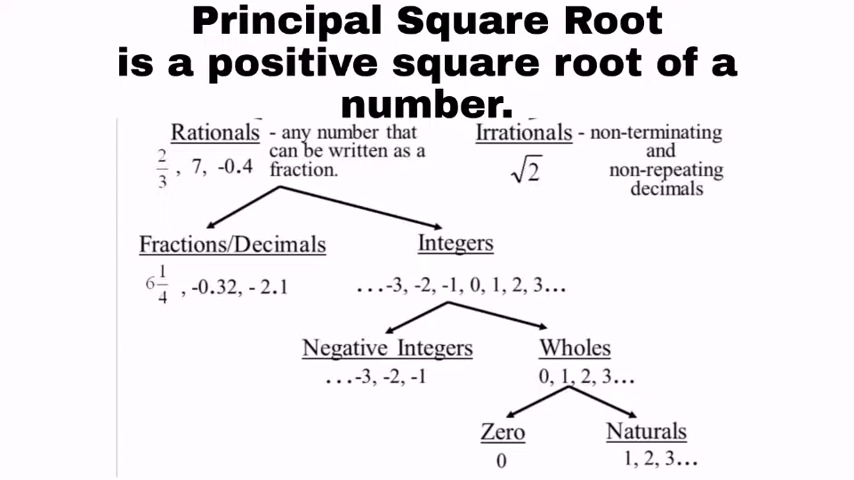 Principal Square Root
is a positive square root of a
number.
Rationals - any number that
can be written as a
fraction.
2/3, 7, -0.4
Irrationals - non-terminating
and
non-repeating
decimals
√2
Fractions/Decimals
6 1/4, -0.32, -2.1
Integers
...-3, -2, -1, 0, 1, 2, 3...
Negative Integers
...-3, -2, -1
Wholes
0, 1, 2, 3...
Zero
0
Naturals
1, 2, 3...